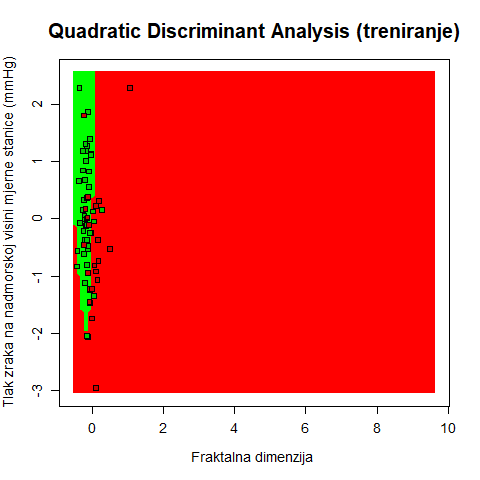 Quadratic Discriminant Analysis (treniranje)
Tlak zraka na nadmorskoj visini mjerne stanice (mmHg)
2
1
0
-1
-2
-3
0 2 4 6 8 10
Fraktalna dimenzija